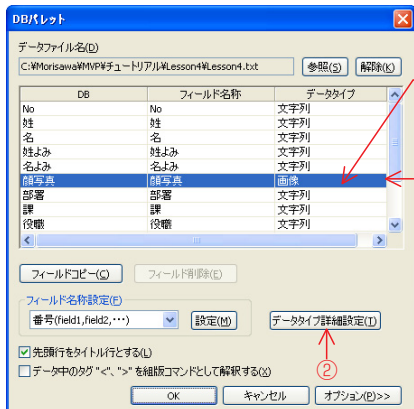 DBパレット
データファイル名(D)
C:¥Morisawa¥MVP¥チュートリアル¥Lesson4¥Lesson4.txt 参照(S) 解除(K)
DB フィールド名称 データタイプ
No No 文字列
姓 姓 文字列
名 名 文字列
姓よみ 姓よみ 文字列
名よみ 名よみ 文字列
顔写真 顔写真 画像
部署 部署 文字列
課 課 文字列
役職 役職 文字列
フィールドコピー(C) フィールド削除(E)
フィールド名称設定(F)
番号(field1,field2,･･･) 設定(M) データタイプ詳細設定(T)
先頭行をタイトル行とする(L)
②
データ中のタグ "<"、">" を組版コマンドとして解釈する(X)
OK キャンセル オプション(P)>>